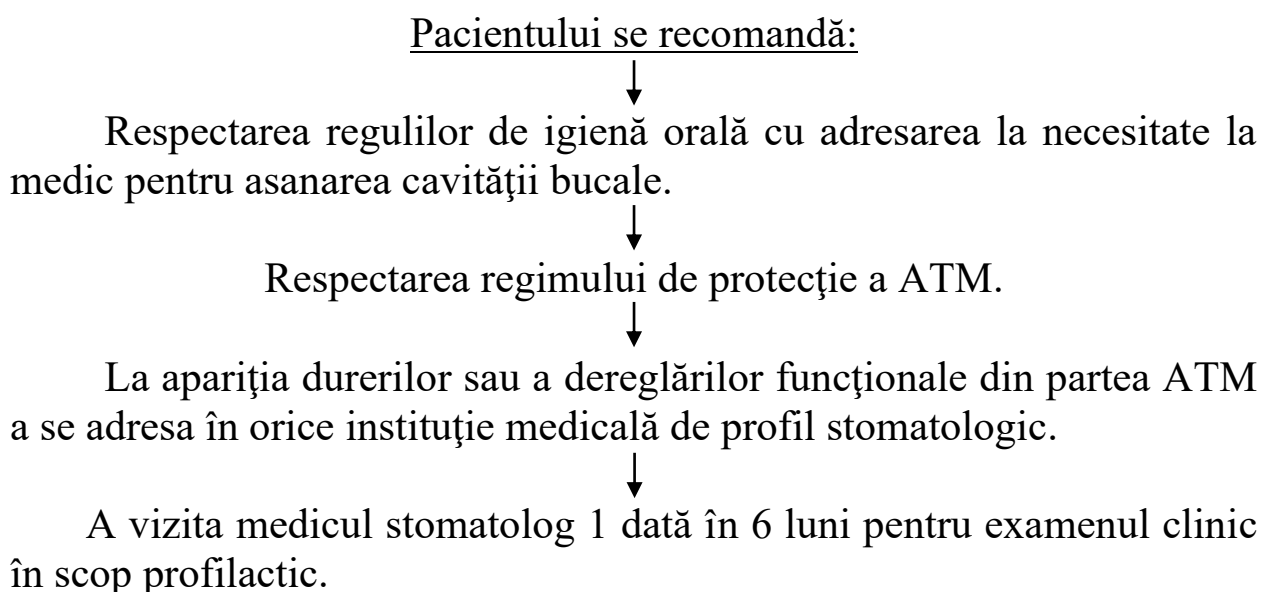 Pacientului se recomandă:
Respectarea regulilor de igienă orală cu adresarea la necesitate la
medic pentru asanarea cavităţii bucale.
Respectarea regimului de protecţie a ATM.
La apariţia durerilor sau a dereglărilor funcţionale din partea ATM
a se adresa în orice instituţie medicală de profil stomatologic.
A vizita medicul stomatolog 1 dată în 6 luni pentru examenul clinic
în scop profilactic.